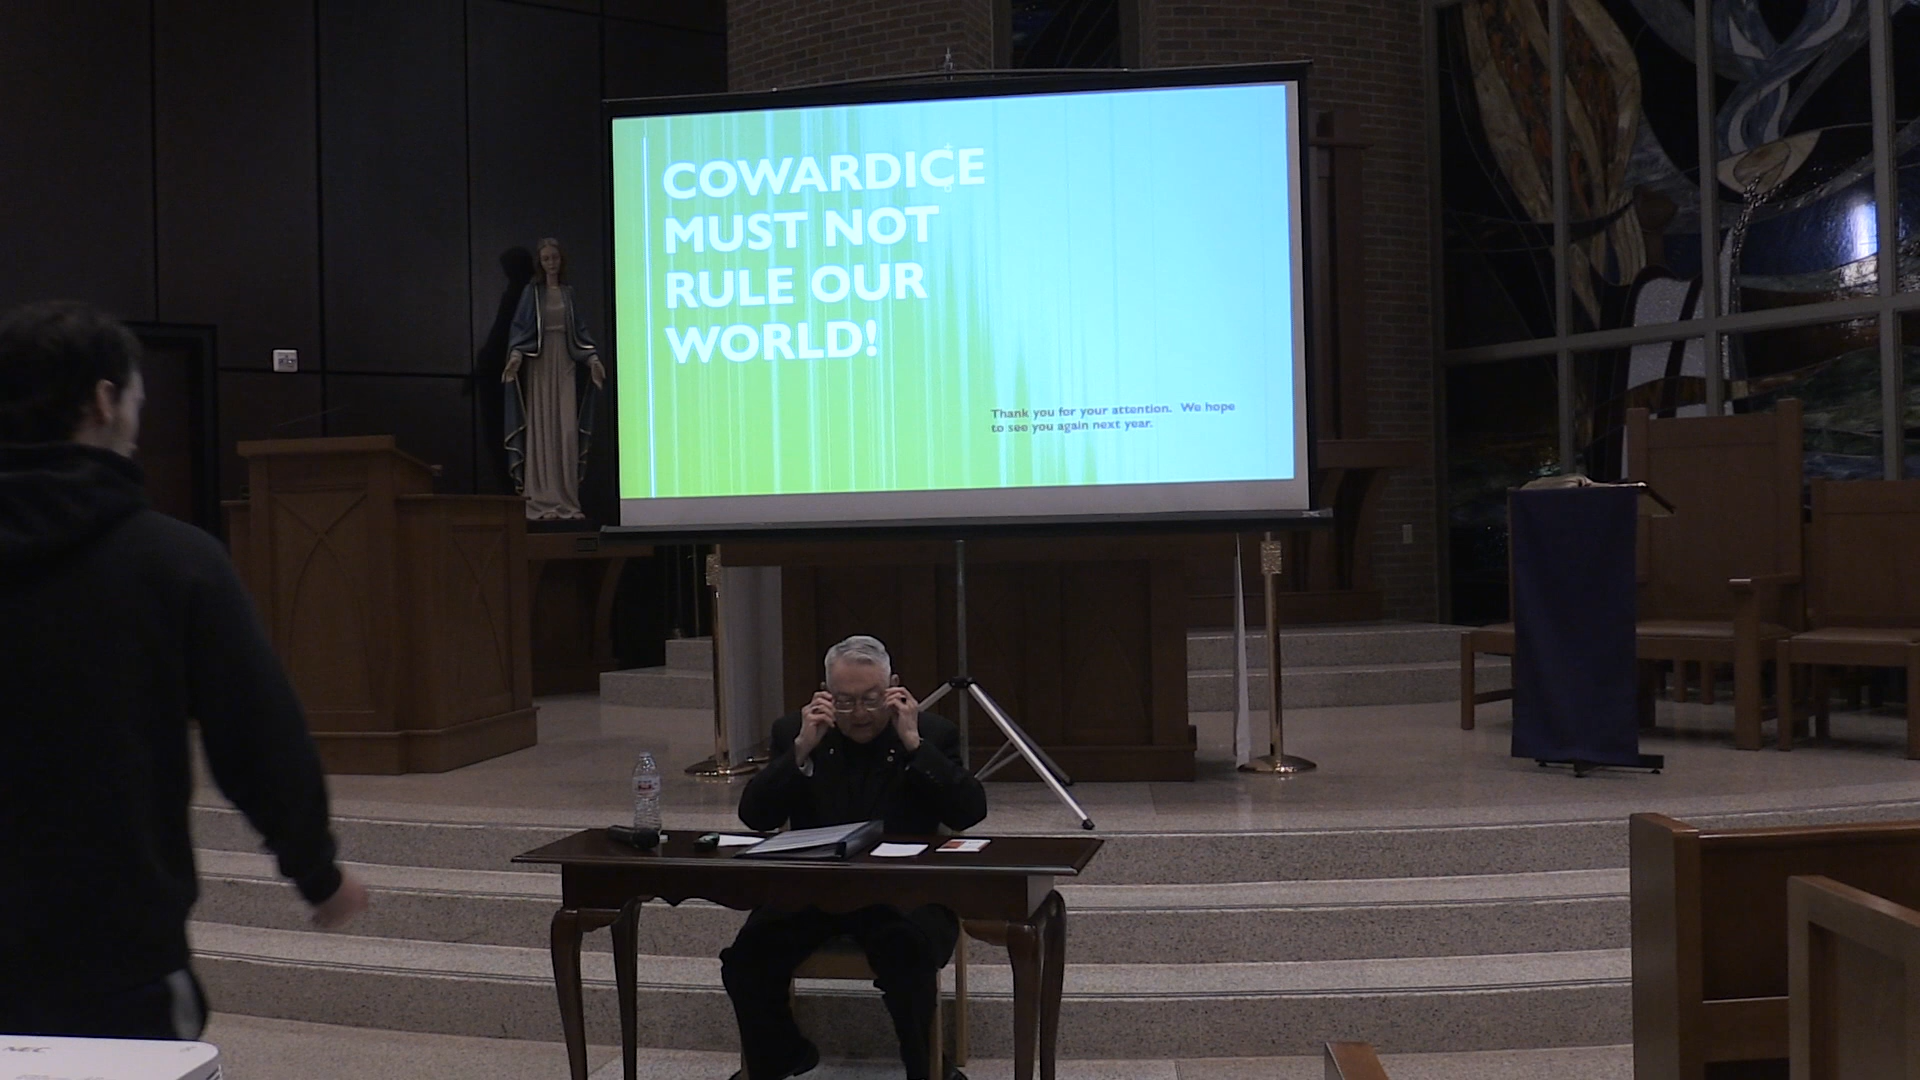 COWARDICE
MUST NOT
RULE OUR
WORLD!
Thank you for your attention. We hope
to see you again next year.
NEC